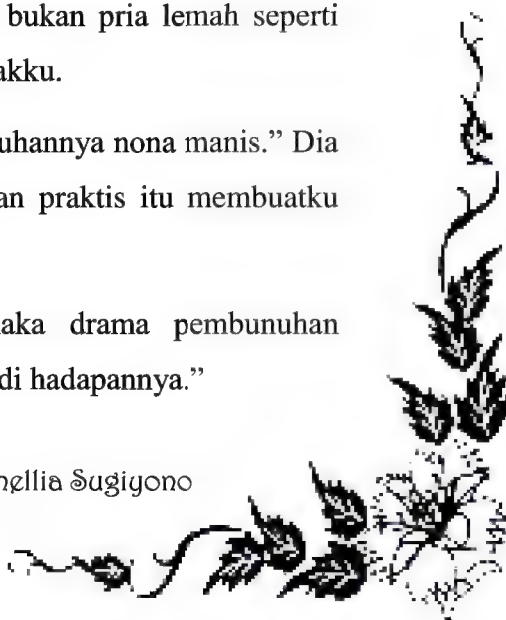 bukan pria lemah seperti
akku.
uhannya nona manis.” Dia
an praktis itu membuatku
aka drama pembunuhan
di hadapannya.”
ellia Sugiyono